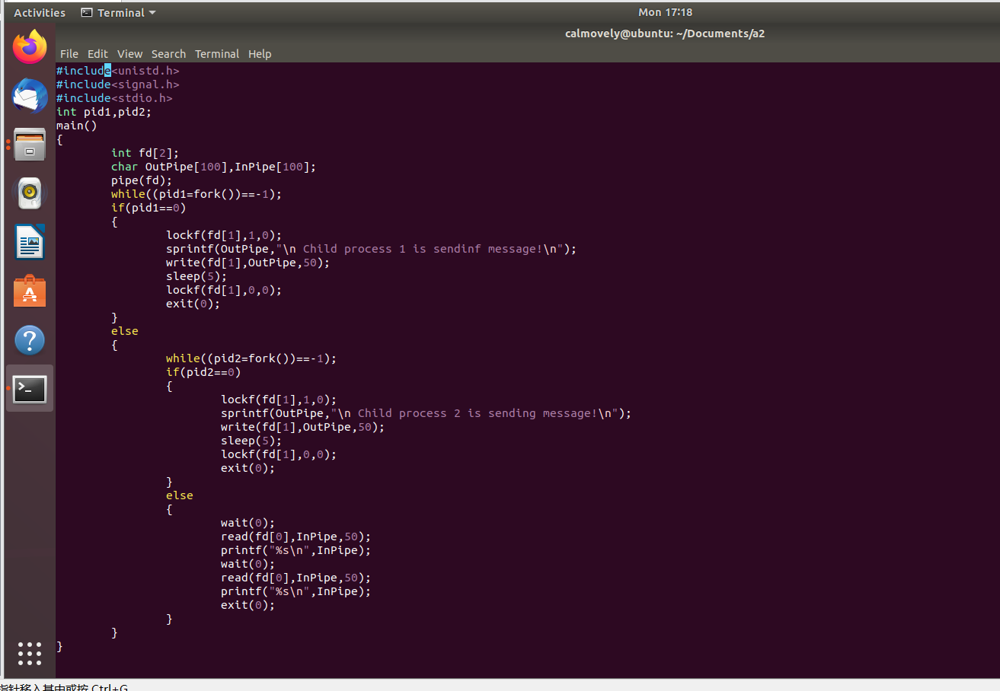 Activities Terminal Mon 17:18
calmovely@ubuntu: ~/Documents/a2
File Edit View Search Terminal Help
#include<unistd.h>
#include<signal.h>
#include<stdio.h>
int pid1,pid2;
main()
{
        int fd[2];
        char OutPipe[100],InPipe[100];
        pipe(fd);
        while((pid1=fork())==-1);
        if(pid1==0)
        {
                lockf(fd[1],1,0);
                sprintf(OutPipe,"\n Child process 1 is sendinf message!\n");
                write(fd[1],OutPipe,50);
                sleep(5);
                lockf(fd[1],0,0);
                exit(0);
        }
        else
        {
                while((pid2=fork())==-1);
                if(pid2==0)
                {
                        lockf(fd[1],1,0);
                        sprintf(OutPipe,"\n Child process 2 is sending message!\n");
                        write(fd[1],OutPipe,50);
                        sleep(5);
                        lockf(fd[1],0,0);
                        exit(0);
                }
                else
                {
                        wait(0);
                        read(fd[0],InPipe,50);
                        printf("%s\n",InPipe);
                        wait(0);
                        read(fd[0],InPipe,50);
                        printf("%s\n",InPipe);
                        exit(0);
                }
        }
}
指针移入其中或按 Ctrl+G